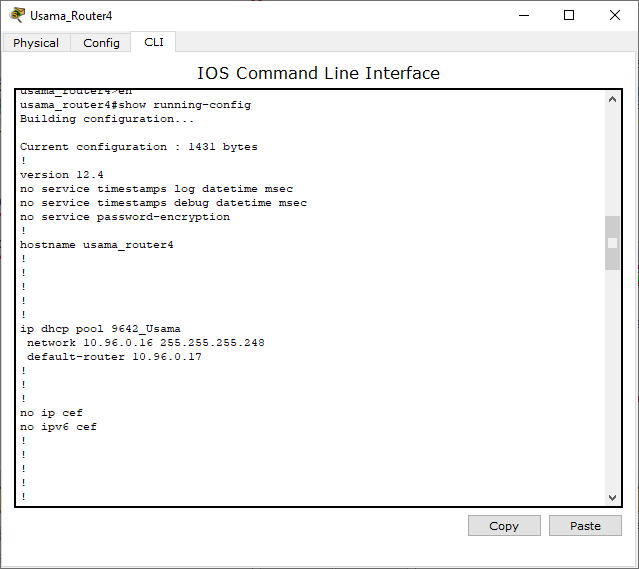 Usama_Router4
Physical Config CLI
IOS Command Line Interface
usama_router4>en
usama_router4#show running-config
Building configuration...
Current configuration : 1431 bytes
!
version 12.4
no service timestamps log datetime msec
no service timestamps debug datetime msec
no service password-encryption
!
hostname usama_router4
!
!
!
!
!
ip dhcp pool 9642_Usama
 network 10.96.0.16 255.255.255.248
 default-router 10.96.0.17
!
!
!
no ip cef
no ipv6 cef
!
!
!
!
!
Copy Paste